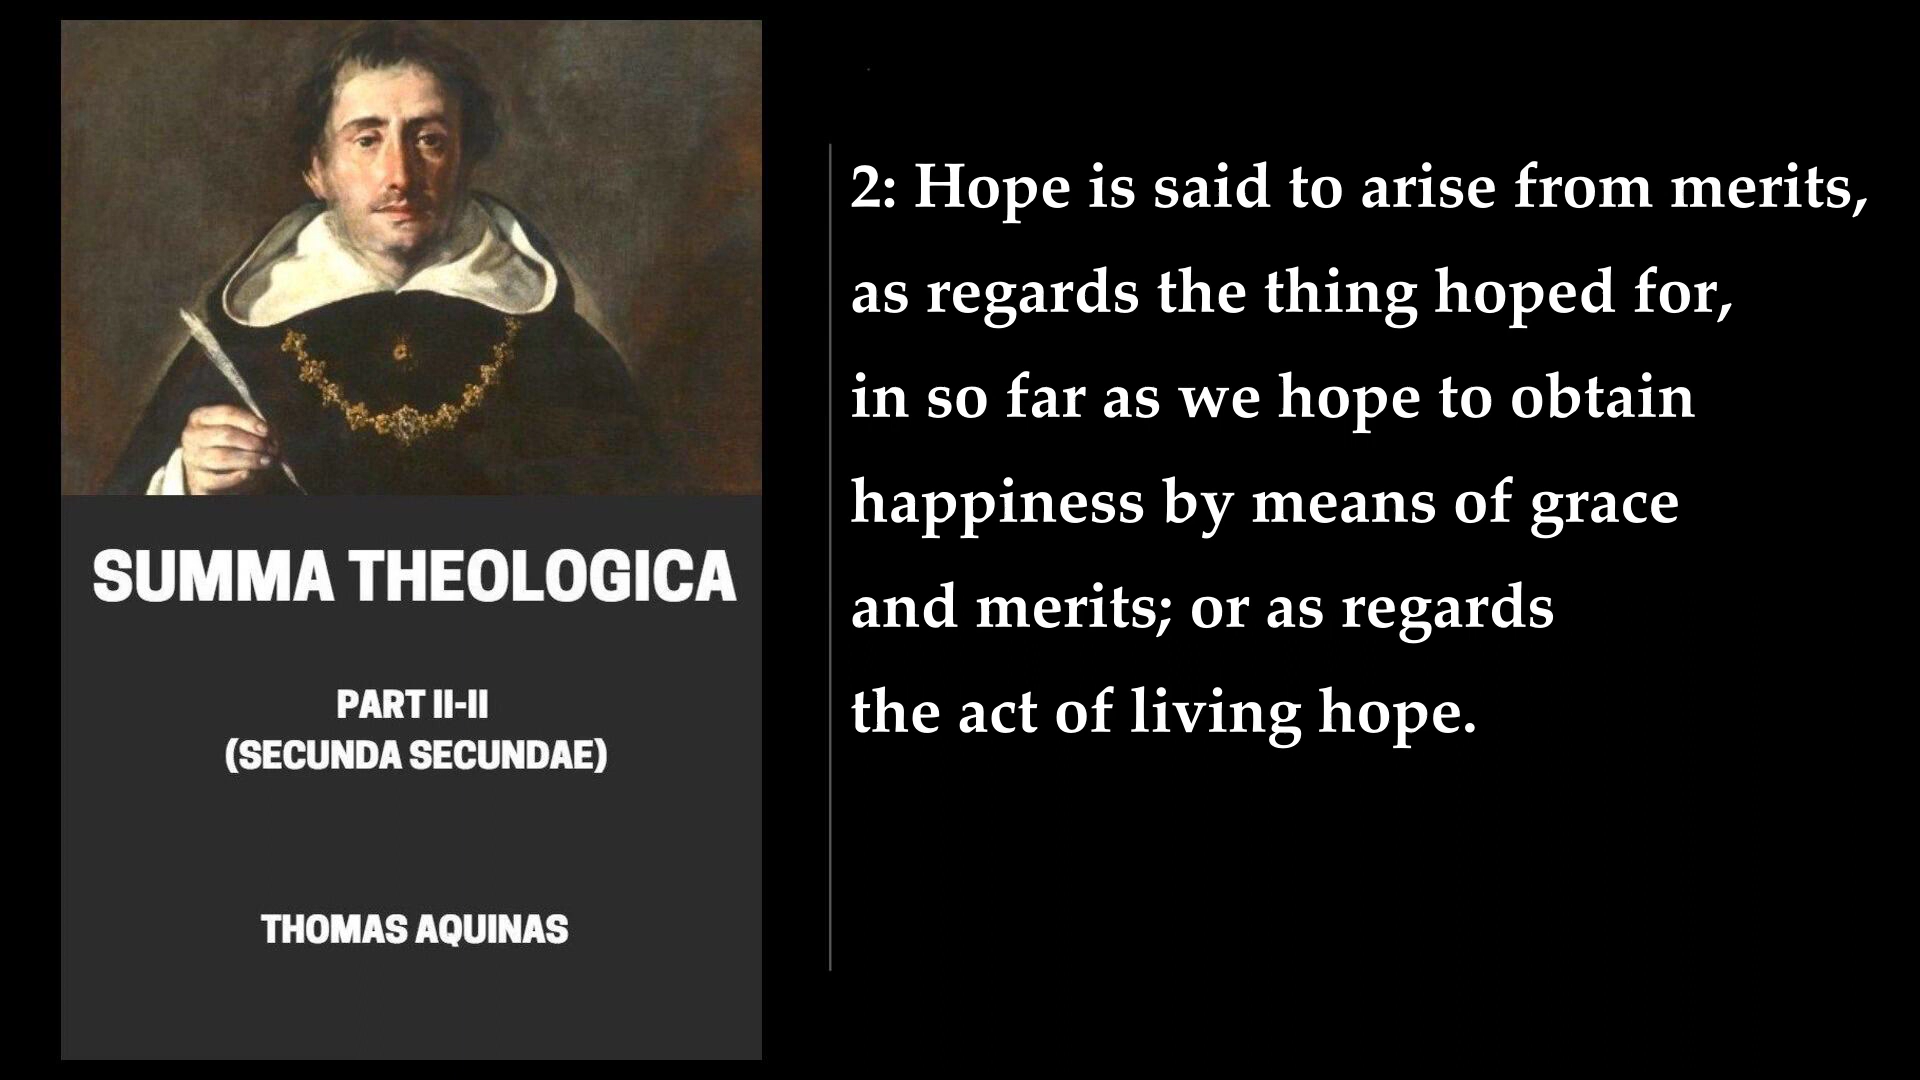 SUMMA THEOLOGICA
PART II-II
(SECUNDA SECUNDAE)
THOMAS AQUINAS
2: Hope is said to arise from merits,
as regards the thing hoped for,
in so far as we hope to obtain
happiness by means of grace
and merits; or as regards
the act of living hope.